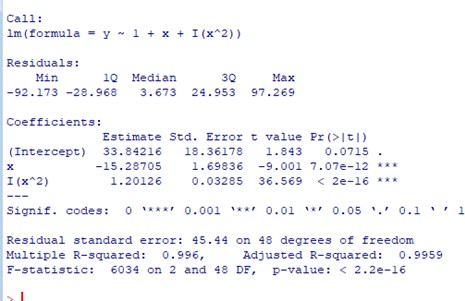 Call:
lm(formula = y ~ 1 + x + I(x^2))
Residuals:
    Min      1Q  Median      3Q     Max
-92.173 -28.968   3.673  24.953  97.269
Coefficients:
             Estimate Std. Error t value Pr(>|t|)
(Intercept)  33.84216   18.36178   1.843   0.0715 .
x           -15.28705    1.69836  -9.001 7.07e-12 ***
I(x^2)        1.20126    0.03285  36.569  < 2e-16 ***
---
Signif. codes:  0 ‘***’ 0.001 ‘**’ 0.01 ‘*’ 0.05 ‘.’ 0.1 ‘ ’ 1
Residual standard error: 45.44 on 48 degrees of freedom
Multiple R-squared:  0.996,     Adjusted R-squared:  0.9959
F-statistic:  6034 on 2 and 48 DF,  p-value: < 2.2e-16
>